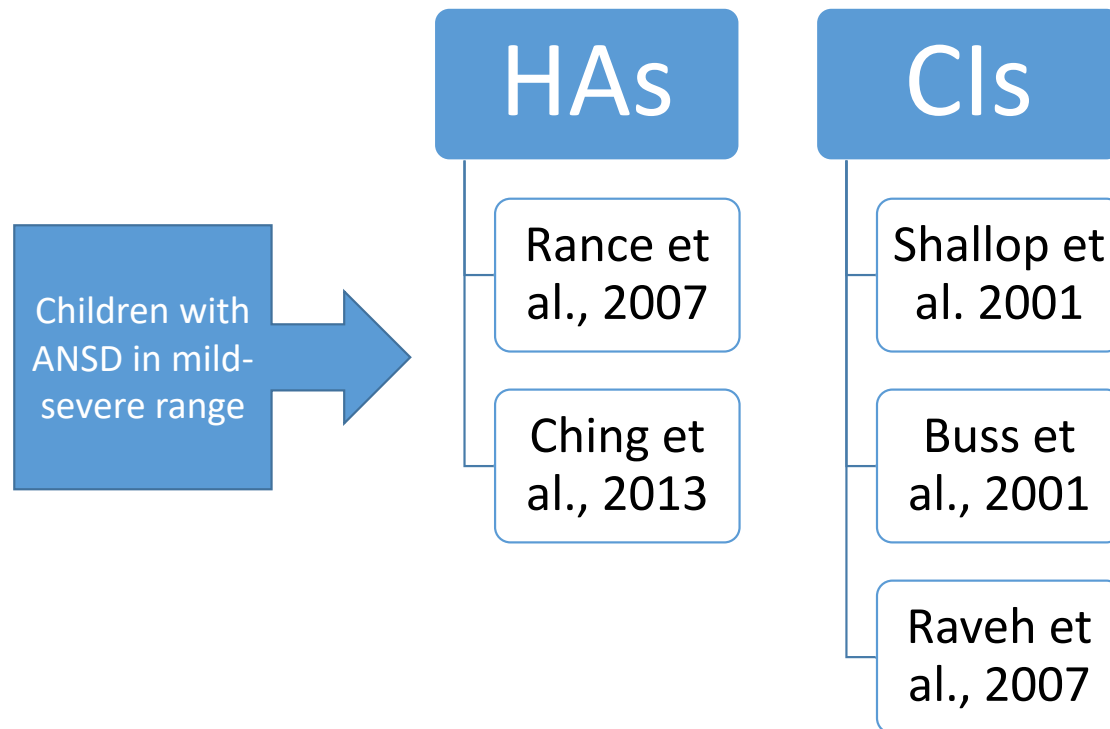 Children with
ANSD in mild-
severe range
HAs
Rance et
al., 2007
Ching et
al., 2013
CIs
Shallop et
al. 2001
Buss et
al., 2001
Raveh et
al., 2007